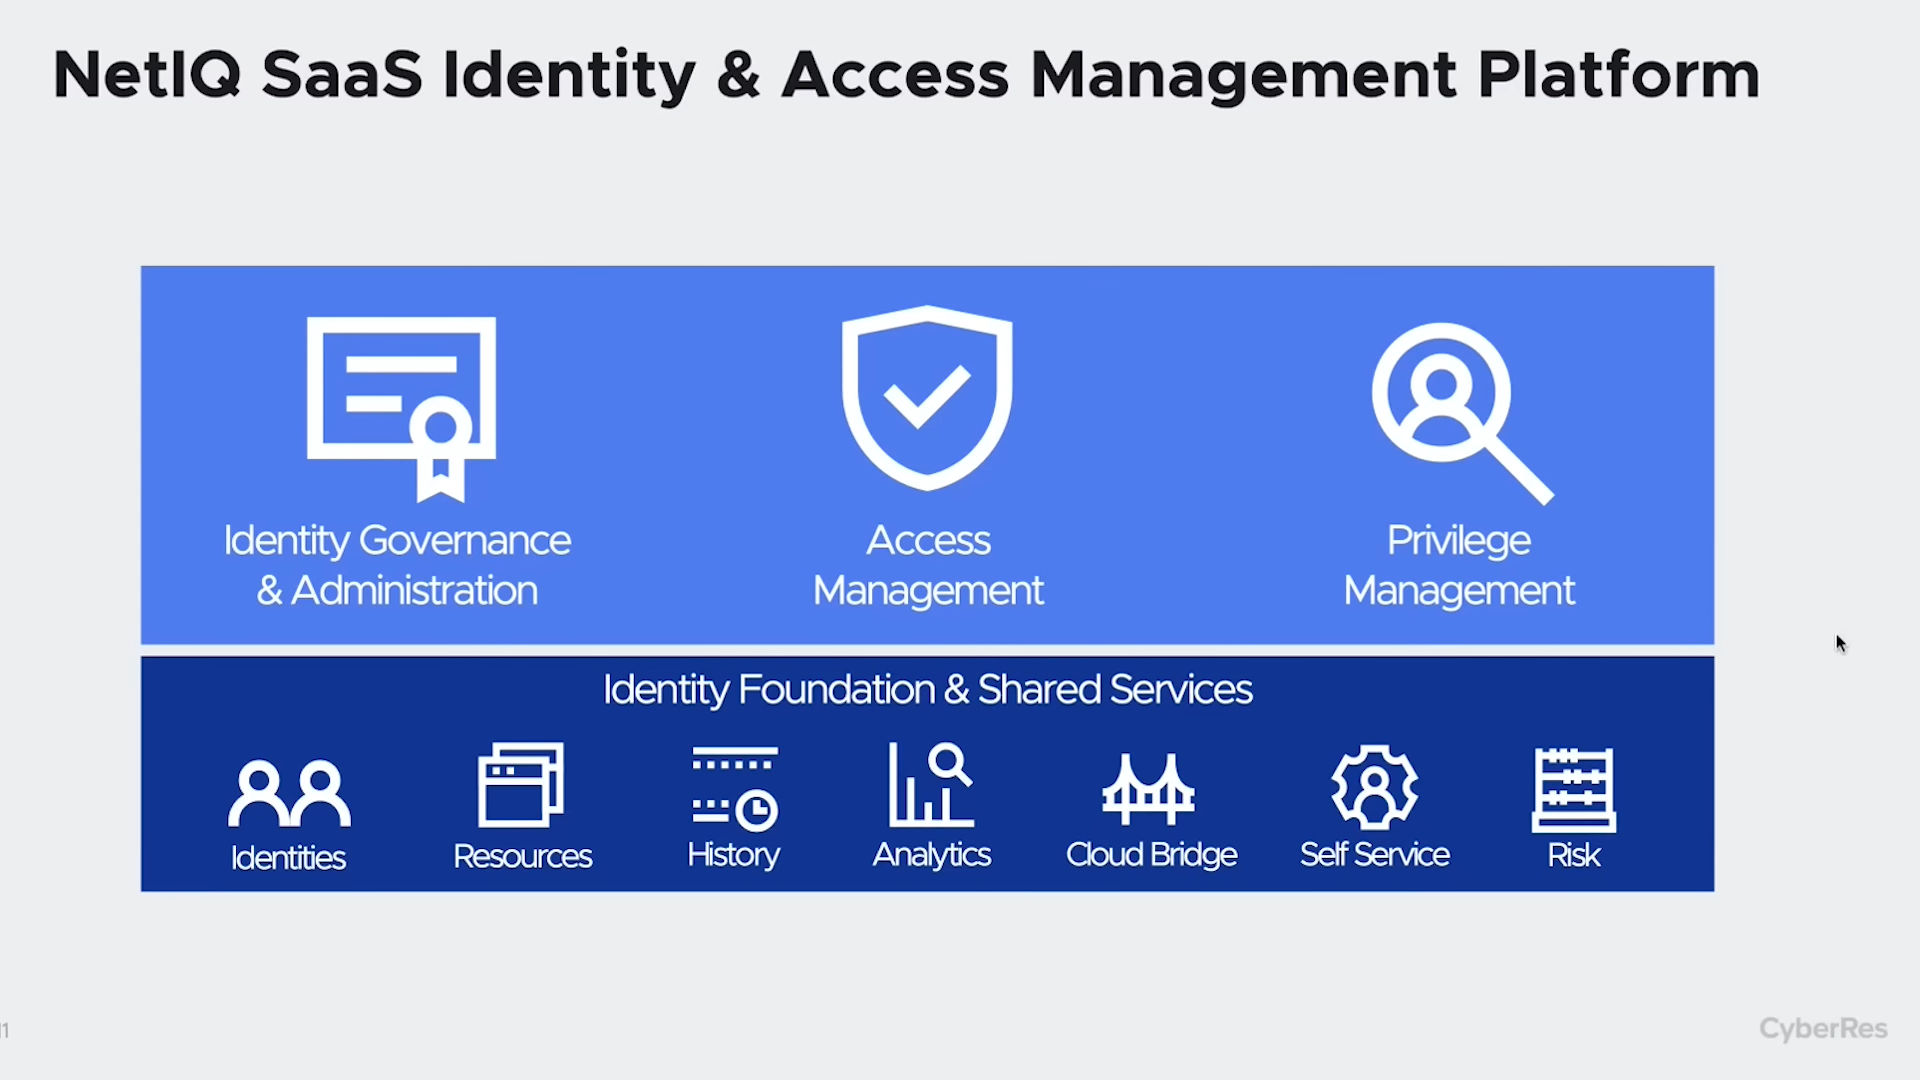 NetIQ SaaS Identity & Access Management Platform
Identity Governance
& Administration
Access
Management
Privilege
Management
Identity Foundation & Shared Services
Identities
Resources
History
Analytics
Cloud Bridge
Self Service
Risk
11
CyberRes